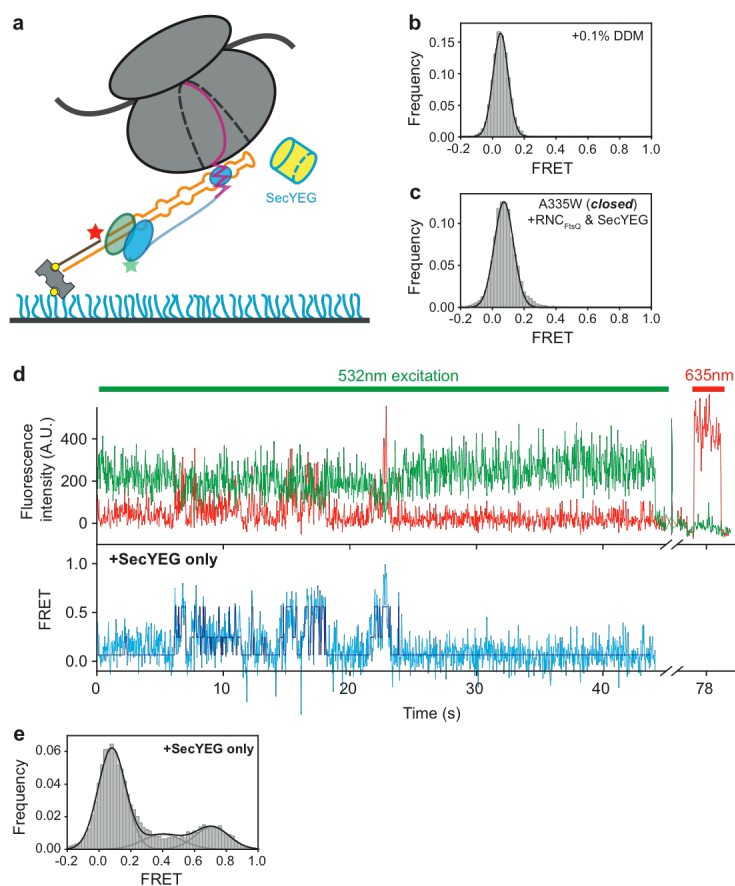 a
SecYEG
b
+0.1% DDM
Frequency
0.15
0.10
0.05
0.00
-0.2 0.0 0.2 0.4 0.6 0.8 1.0
FRET
c
A335W (closed)
+RNCFtsQ & SecYEG
Frequency
0.10
0.05
0.00
-0.2 0.0 0.2 0.4 0.6 0.8 1.0
FRET
d
532nm excitation
635nm
Fluorescence
intensity (A.U.)
400
200
0
+SecYEG only
FRET
1.0
0.5
0.0
0 10 20 30 40 78
Time (s)
e
+SecYEG only
Frequency
0.06
0.04
0.02
0.00
-0.2 0.0 0.2 0.4 0.6 0.8 1.0
FRET